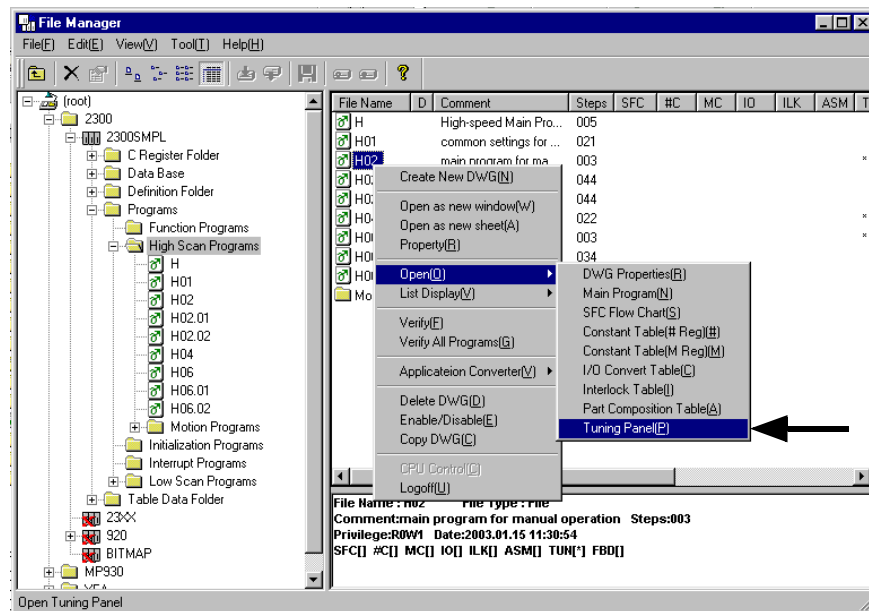 File Manager
File(F) Edit(E) View(V) Tool(T) Help(H)
(root)
2300
2300SMPL
C Register Folder
Data Base
Definition Folder
Programs
Function Programs
High Scan Programs
H
H01
H02
H02.01
H02.02
H04
H06
H06.01
H06.02
Motion Programs
Initialization Programs
Interrupt Programs
Low Scan Programs
Table Data Folder
23XX
920
BITMAP
MP930
File Name D Comment Steps SFC #C MC IO ILK ASM T
H High-speed Main Pro... 005
H01 common settings for ... 021
H02 main program for ma... 003 *
044
044
022 *
003 *
034
Mo
Create New DWG(N)
Open as new window(W)
Open as new sheet(A)
Property(R)
Open(O)
List Display(V)
Verify(F)
Verify All Programs(G)
Applicateion Converter(V)
Delete DWG(D)
Enable/Disable(E)
Copy DWG(C)
CPU Control(C)
Logoff(U)
DWG Properties(R)
Main Program(N)
SFC Flow Chart(S)
Constant Table(# Reg)(#)
Constant Table(M Reg)(M)
I/O Convert Table(C)
Interlock Table(I)
Part Composition Table(A)
Tuning Panel(P)
File Name : H02 File Type : File
Comment:main program for manual operation Steps:003
Privilege:R0W1 Date:2003.01.15 11:30:54
SFC[] #C[] MC[] IO[] ILK[] ASM[] TUN[*] FBD[]
Open Tuning Panel